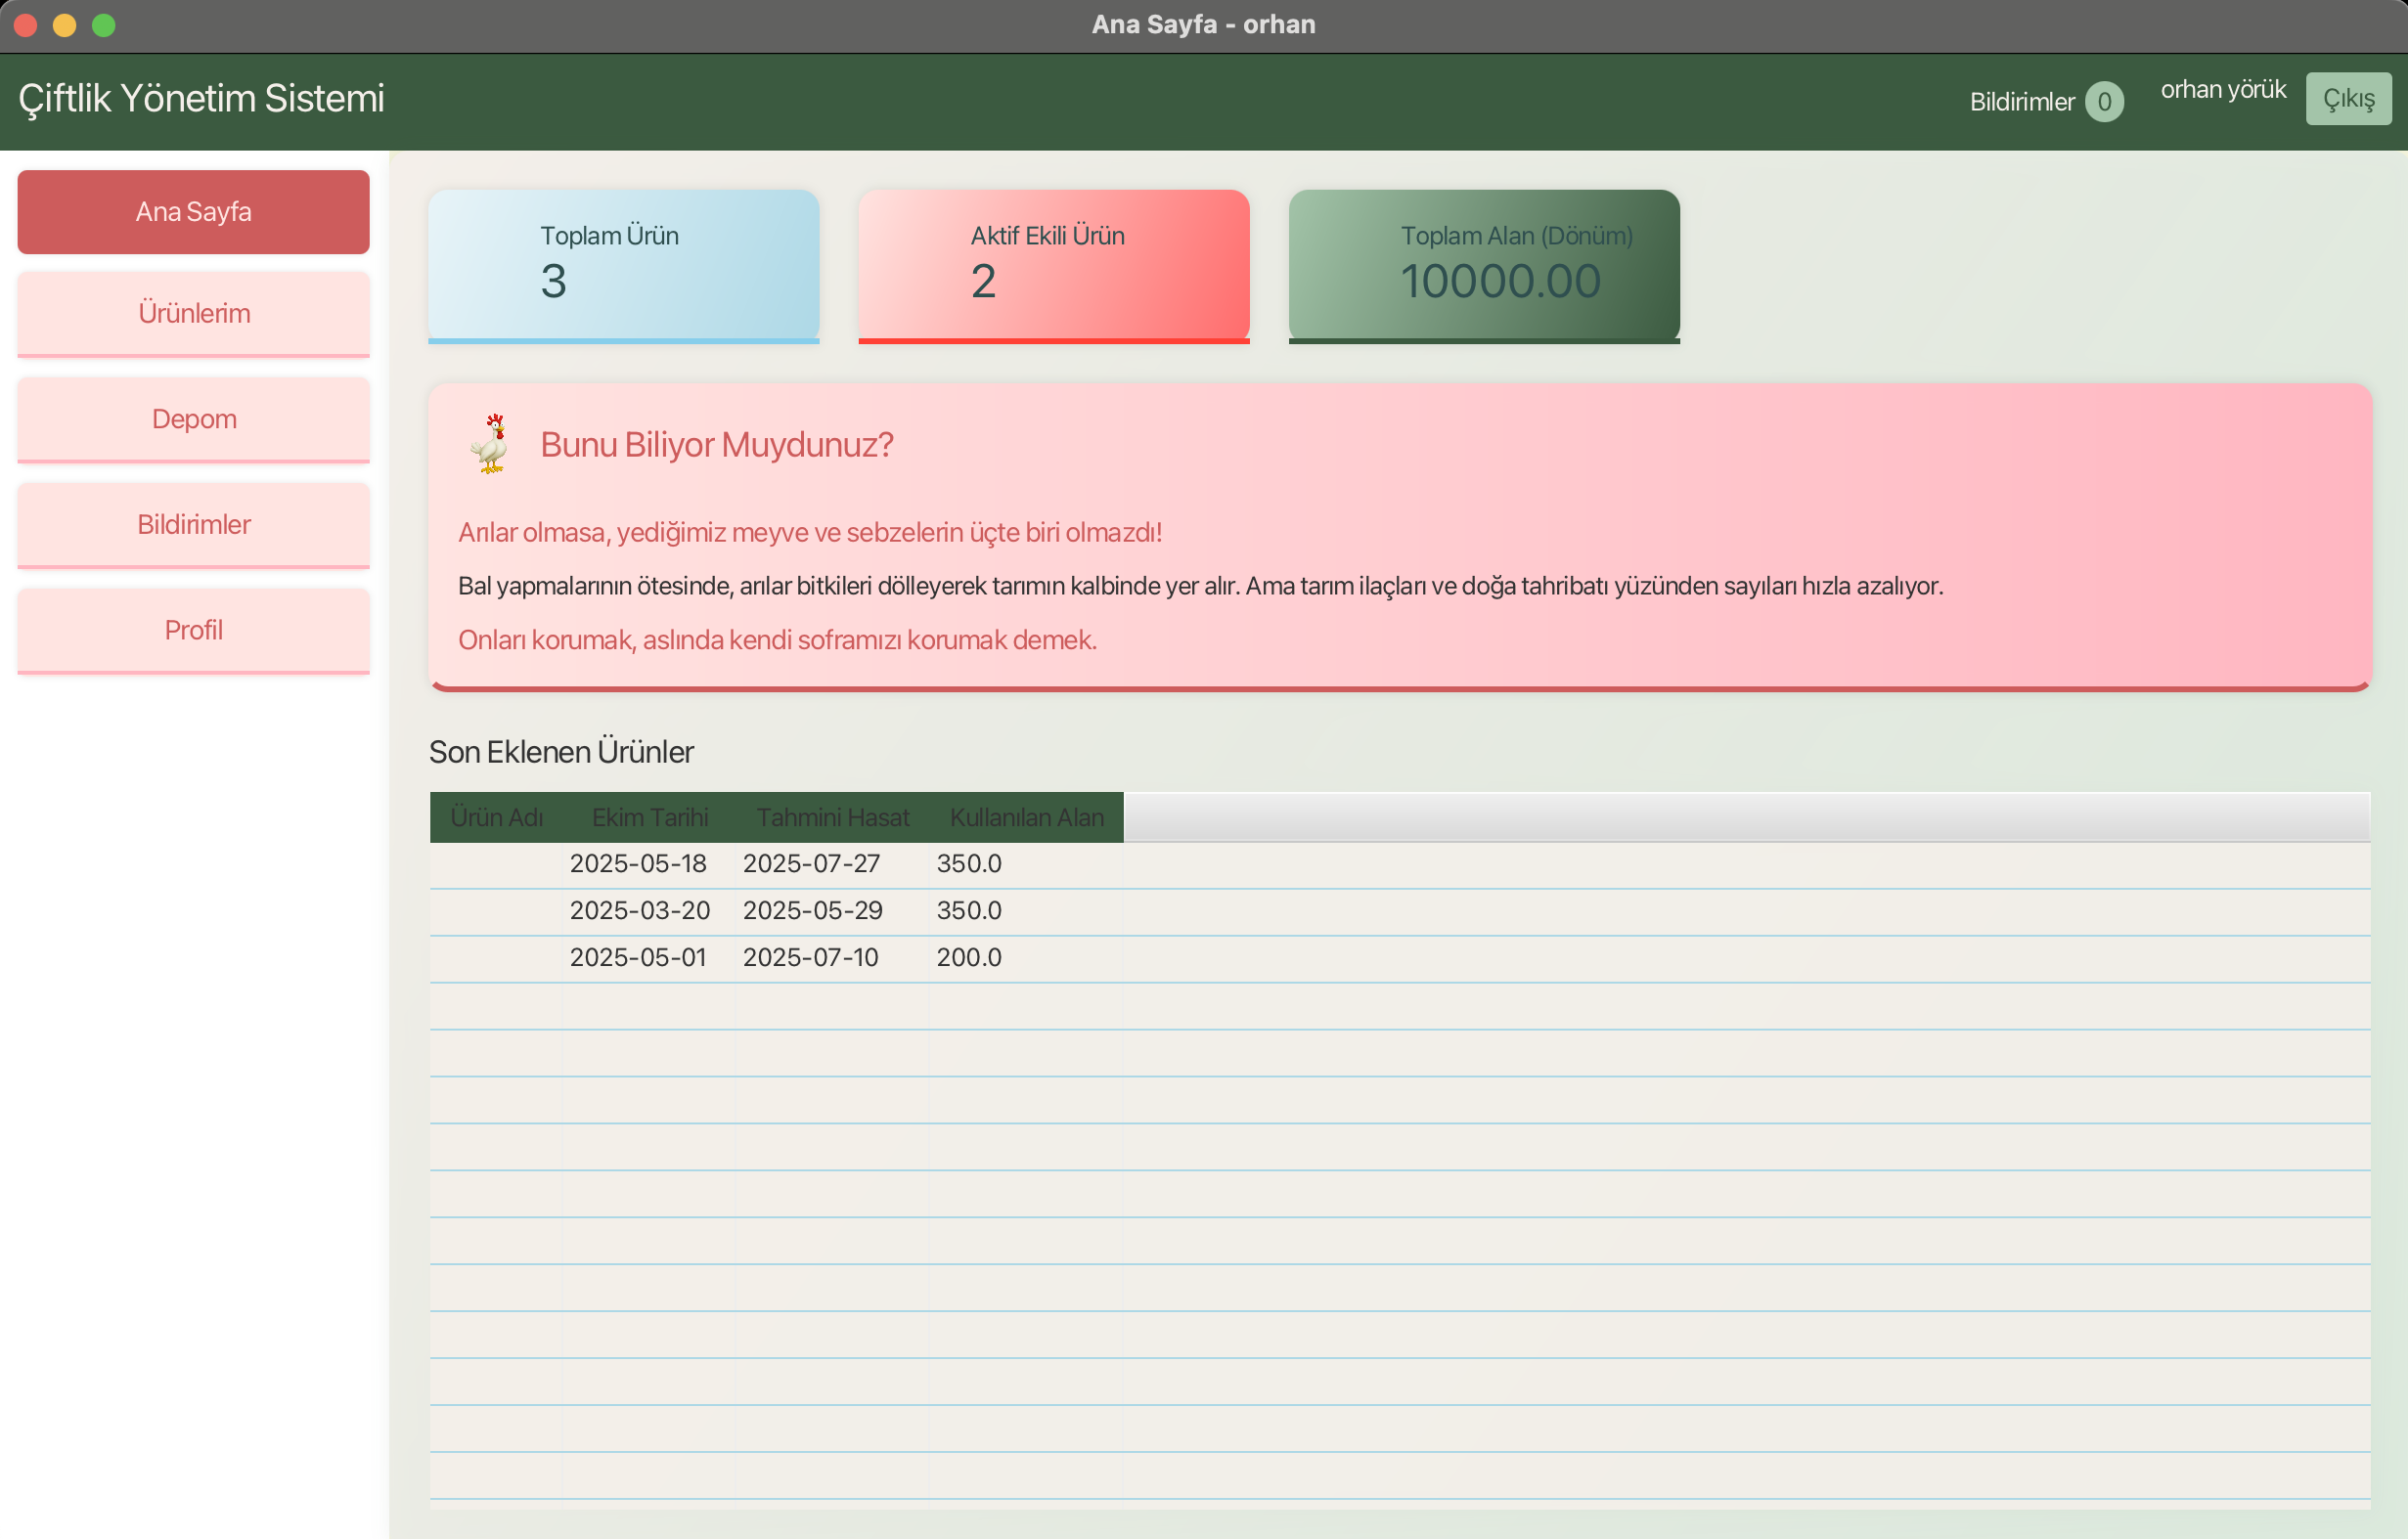 Ana Sayfa - orhan
Çiftlik Yönetim Sistemi
Bildirimler 0
orhan yörük
Çıkış
Ana Sayfa
Ürünlerim
Depom
Bildirimler
Profil
Toplam Ürün
3
Aktif Ekili Ürün
2
Toplam Alan (Dönüm)
10000.00
Bunu Biliyor Muydunuz?
Arılar olmasa, yediğimiz meyve ve sebzelerin üçte biri olmazdı!
Bal yapmalarının ötesinde, arılar bitkileri dölleyerek tarımın kalbinde yer alır. Ama tarım ilaçları ve doğa tahribatı yüzünden sayıları hızla azalıyor.
Onları korumak, aslında kendi soframızı korumak demek.
Son Eklenen Ürünler
Ürün Adı Ekim Tarihi Tahmini Hasat Kullanılan Alan
2025-05-18 2025-07-27 350.0
2025-03-20 2025-05-29 350.0
2025-05-01 2025-07-10 200.0